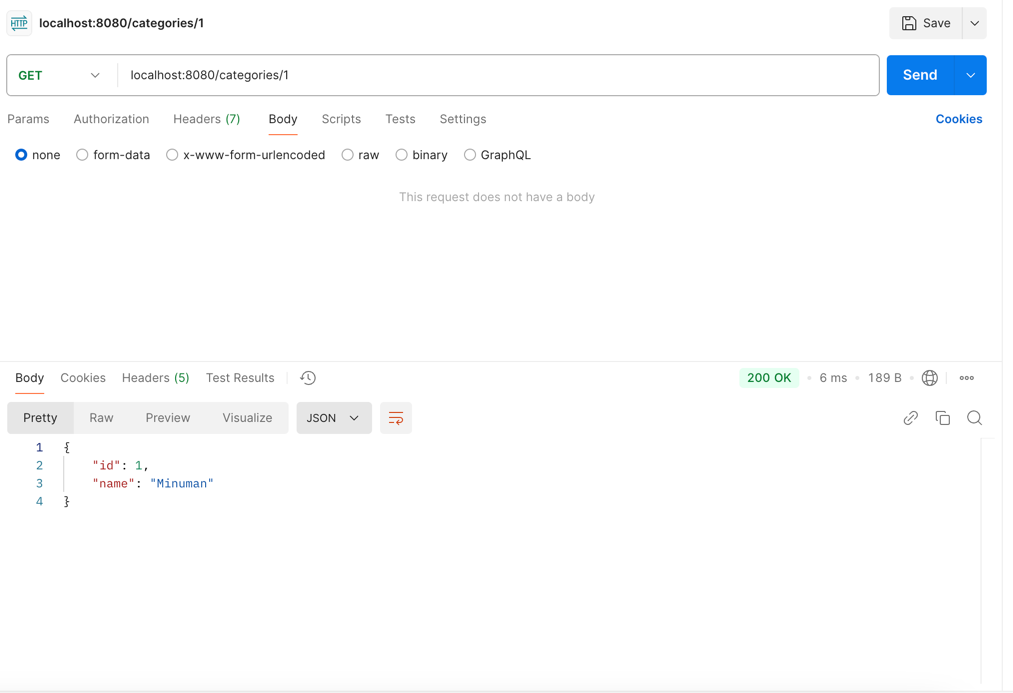 HTTP localhost:8080/categories/1 Save
GET localhost:8080/categories/1 Send
Params Authorization Headers (7) Body Scripts Tests Settings Cookies
none form-data x-www-form-urlencoded raw binary GraphQL
This request does not have a body
Body Cookies Headers (5) Test Results 200 OK 6 ms 189 B
Pretty Raw Preview Visualize JSON
1 {
2 "id": 1,
3 "name": "Minuman"
4 }